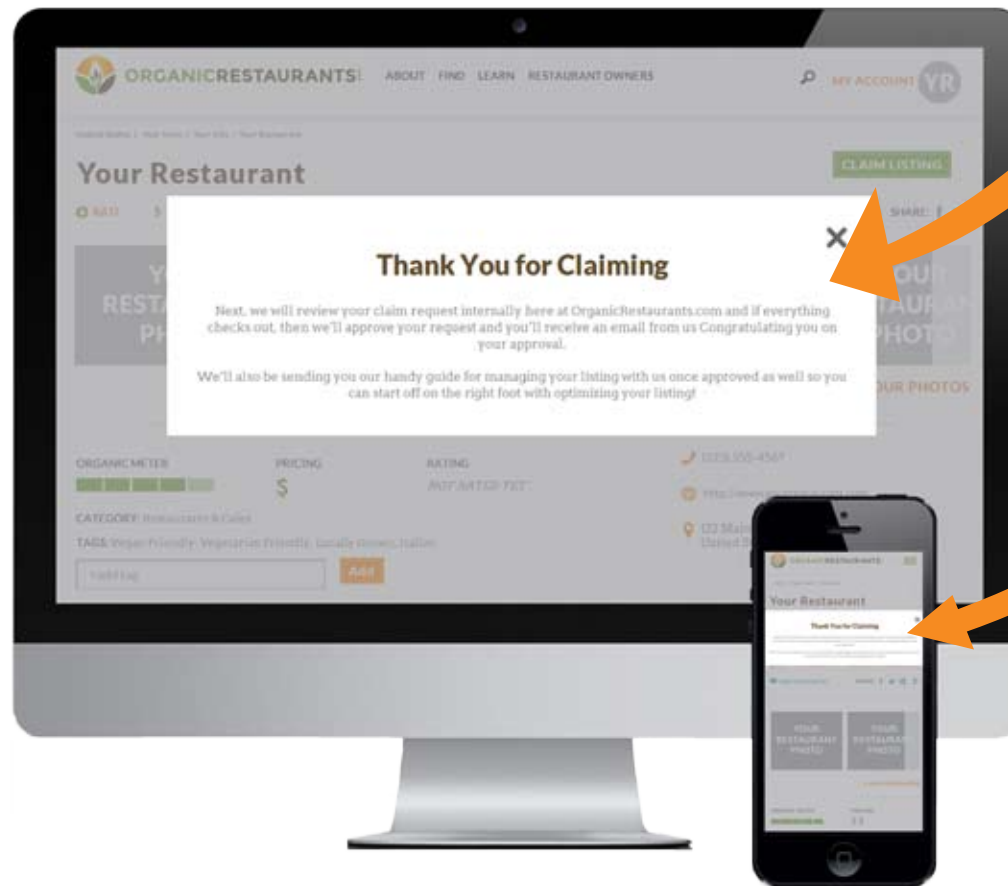 ORGANICRESTAURANTS
ABOUT FIND LEARN RESTAURANT OWNERS
MY ACCOUNT YR
Your Restaurant
CLAIM LISTING
RATE
$
SHARE: f
Thank You for Claiming
Next, we will review your claim request internally here at OrganicRestaurants.com and if everything
checks out, then we'll approve your request and you'll receive an email from us Congratulating you on
your approval.
We'll also be sending you our handy guide for managing your listing with us once approved as well so you
can start off on the right foot with optimizing your listing!
OUR PHOTOS
ORGANIC METER
PRICING
RATING
$
NOT RATED YET
CATEGORY: Restaurants & Cafes
TAGS: Vegan Friendly, Vegetarian Friendly, Locally Grown, Italian
Add
ORGANICRESTAURANTS
Your Restaurant
Thank You for Claiming
YOUR
RESTAURANT
PHOTO
YOUR
RESTAURANT
PHOTO